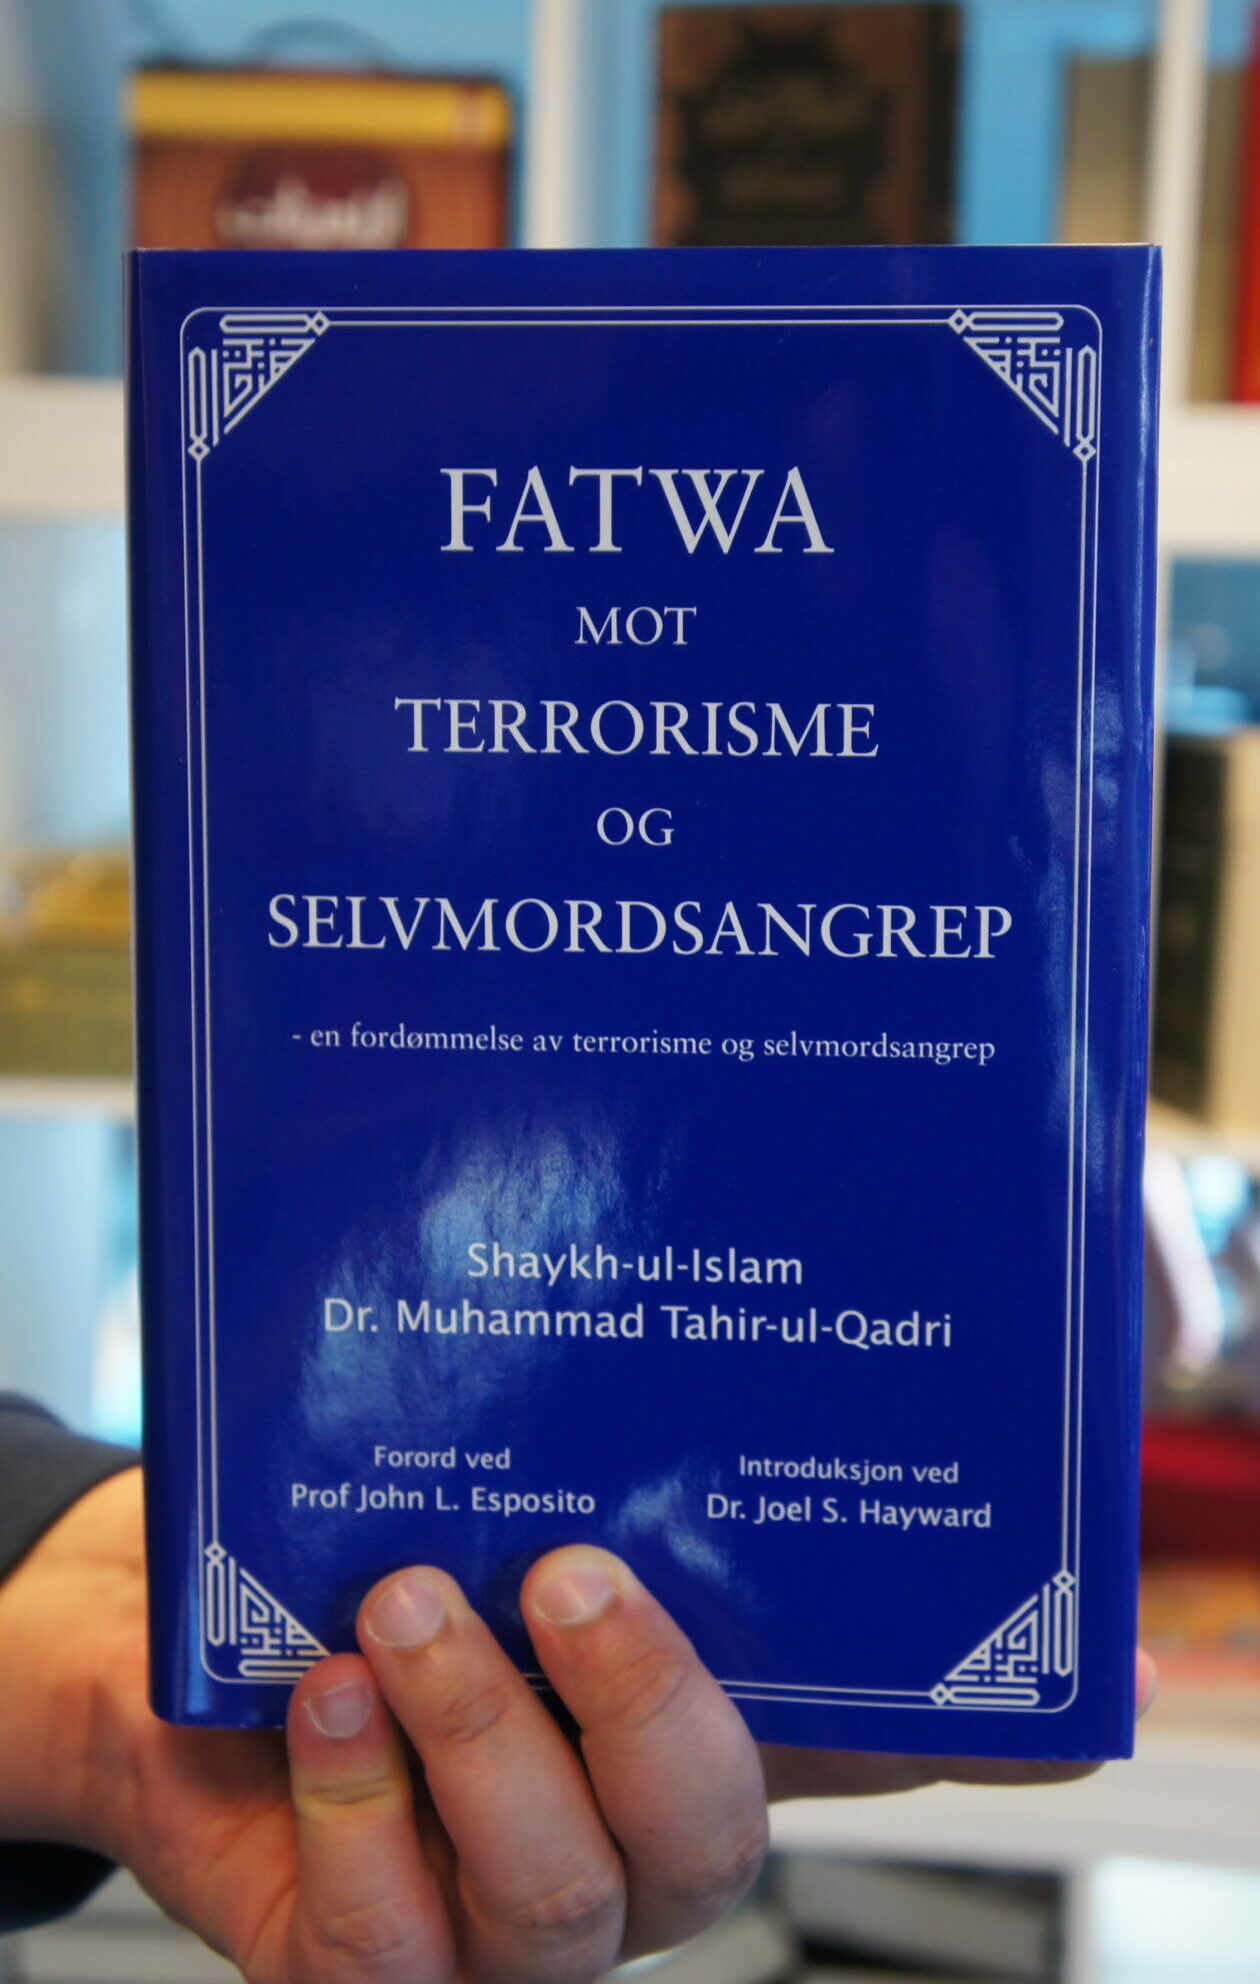 FATWA
MOT
TERRORISME
OG
SELVMORDSANGREP
- en fordømmelse av terrorisme og selvmordsangrep
Shaykh-ul-Islam
Dr. Muhammad Tahir-ul-Qadri
Forord ved
Prof John L. Esposito
Introduksjon ved
Dr. Joel S. Hayward